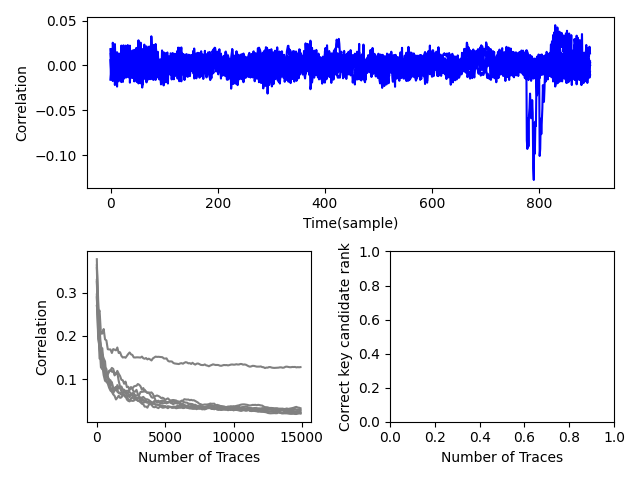 0.05
0.00
−0.05
−0.10
Correlation
0 200 400 600 800
Time(sample)
0.3
0.2
0.1
Correlation
0 5000 10000 15000
Number of Traces
1.0
0.8
0.6
0.4
0.2
0.0
Correct key candidate rank
0.0 0.2 0.4 0.6 0.8 1.0
Number of Traces